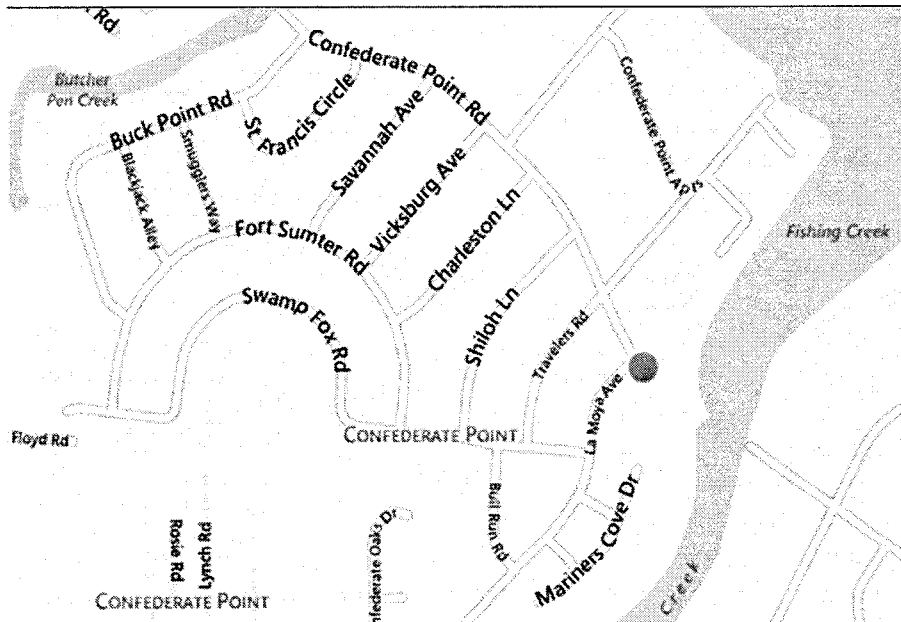 Rd
Butcher
Pen Creek
Buck Point Rd
St Francis Circle
Confederate Point Rd
Savannah Ave
Vicksburg Ave
Charleston Ln
Shiloh Ln
Confederate Point Apts
Blackjack Alley
Smugglers Way
Fort Sumter Rd
Swamp Fox Rd
Fishing Creek
Travelers Rd
La Moya Ave
Floyd Rd
CONFEDERATE POINT
Bull Run Rd
Mariners Cove Dr
Rosie Rd
Lynch Rd
nfederate Oaks Dr
CONFEDERATE POINT
Creek